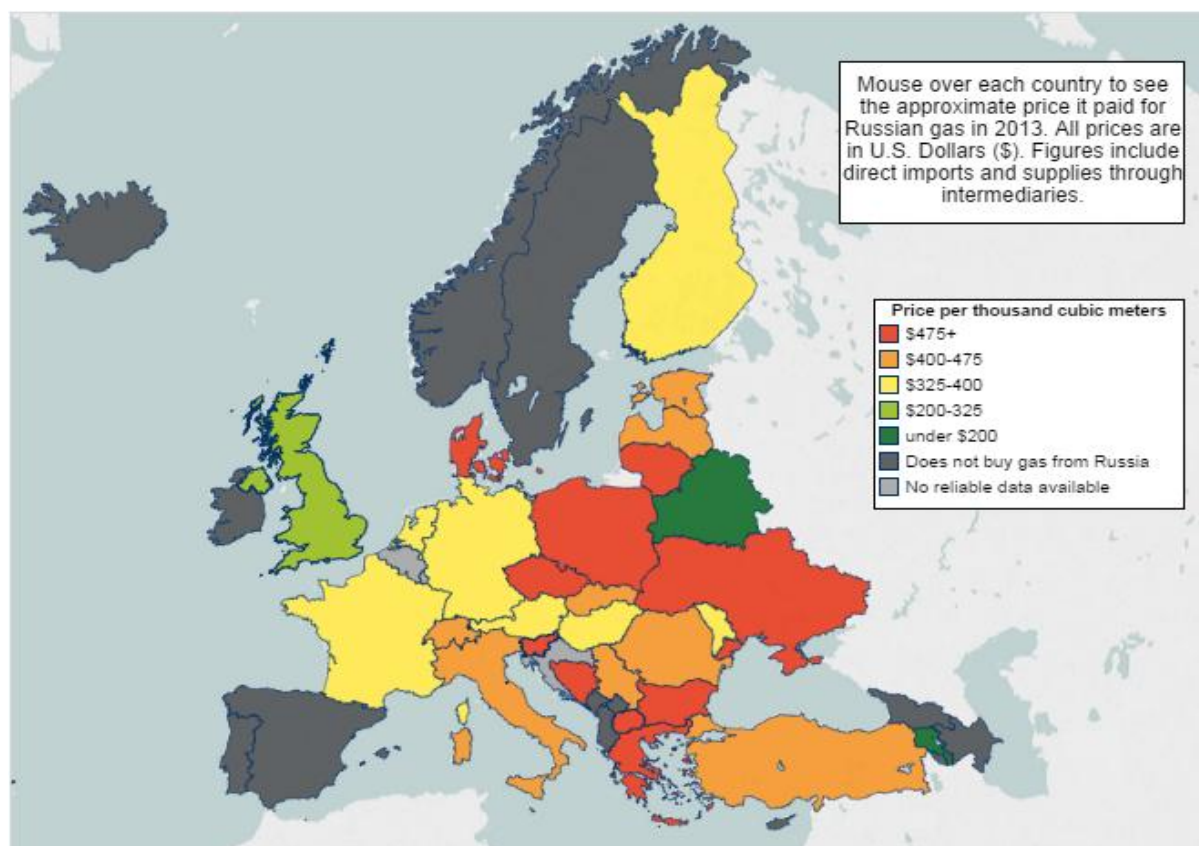 Mouse over each country to see
the approximate price it paid for
Russian gas in 2013. All prices are
in U.S. Dollars ($). Figures include
direct imports and supplies through
intermediaries.
Price per thousand cubic meters
$475+
$400-475
$325-400
$200-325
under $200
Does not buy gas from Russia
No reliable data available